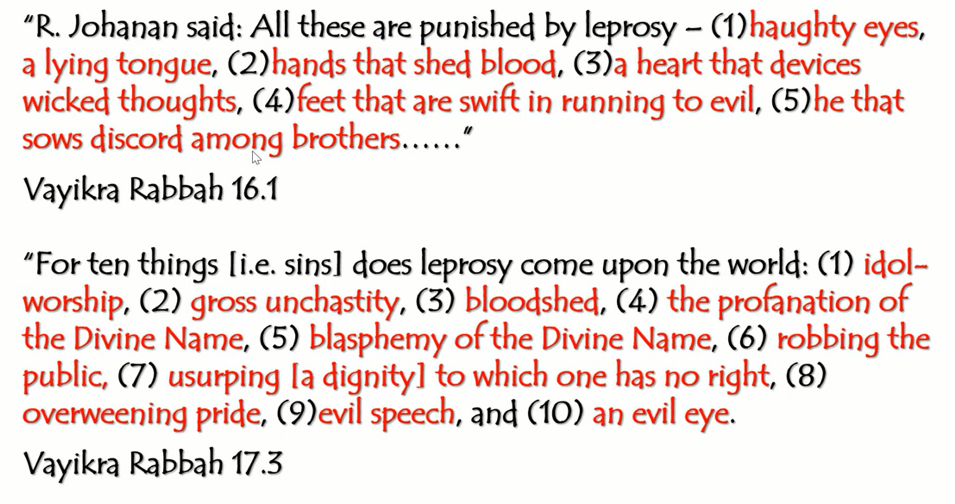 “R. Johanan said: All these are punished by leprosy – (1)haughty eyes,
a lying tongue, (2)hands that shed blood, (3)a heart that devices
wicked thoughts, (4)feet that are swift in running to evil, (5)he that
sows discord among brothers……”
Vayikra Rabbah 16.1
“For ten things [i.e. sins] does leprosy come upon the world: (1) idol-
worship, (2) gross unchastity, (3) bloodshed, (4) the profanation of
the Divine Name, (5) blasphemy of the Divine Name, (6) robbing the
public, (7) usurping [a dignity] to which one has no right, (8)
overweening pride, (9)evil speech, and (10) an evil eye.
Vayikra Rabbah 17.3